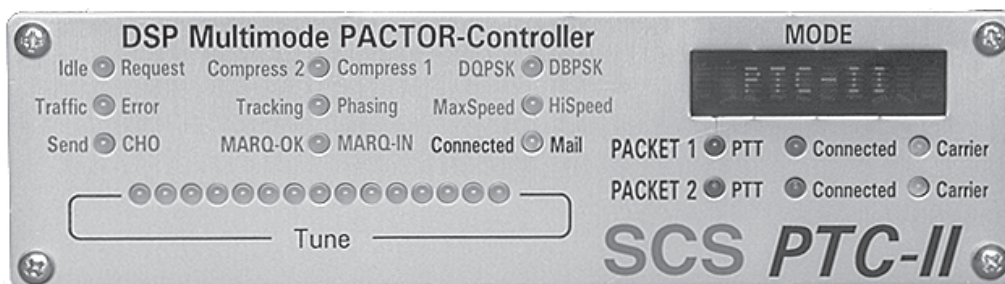 DSP Multimode PACTOR-Controller
Idle Request Compress 2 Compress 1 DQPSK DBPSK
Traffic Error Tracking Phasing MaxSpeed HiSpeed
Send CHO MARQ-OK MARQ-IN Connected Mail
Tune
MODE
PTC-II
PACKET 1 PTT Connected Carrier
PACKET 2 PTT Connected Carrier
SCS PTC-II